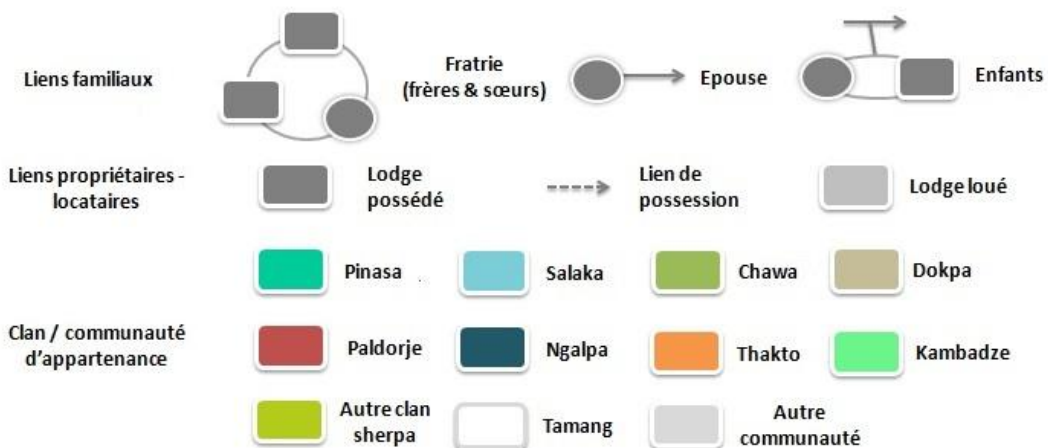 Liens familiaux
Fratrie
(frères & sœurs)
Epouse
Enfants
Liens propriétaires -
locataires
Lodge
possédé
Lien de
possession
Lodge loué
Clan / communauté
d'appartenance
Pinasa
Salaka
Chawa
Dokpa
Paldorje
Ngalpa
Thakto
Kambadze
Autre clan
sherpa
Tamang
Autre
communauté